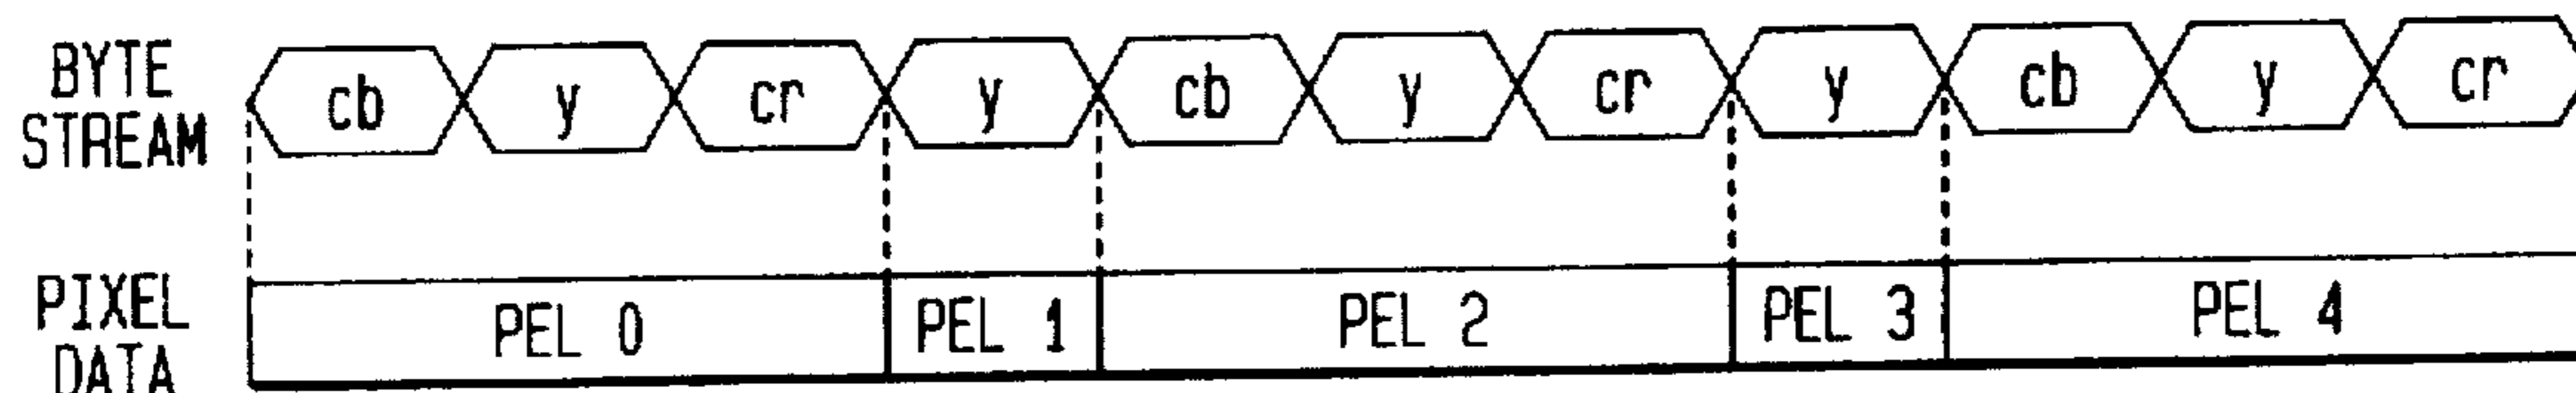 BYTE
STREAM
cb y cr y cb y cr y cb y cr
PIXEL
DATA
PEL 0 PEL 1 PEL 2 PEL 3 PEL 4